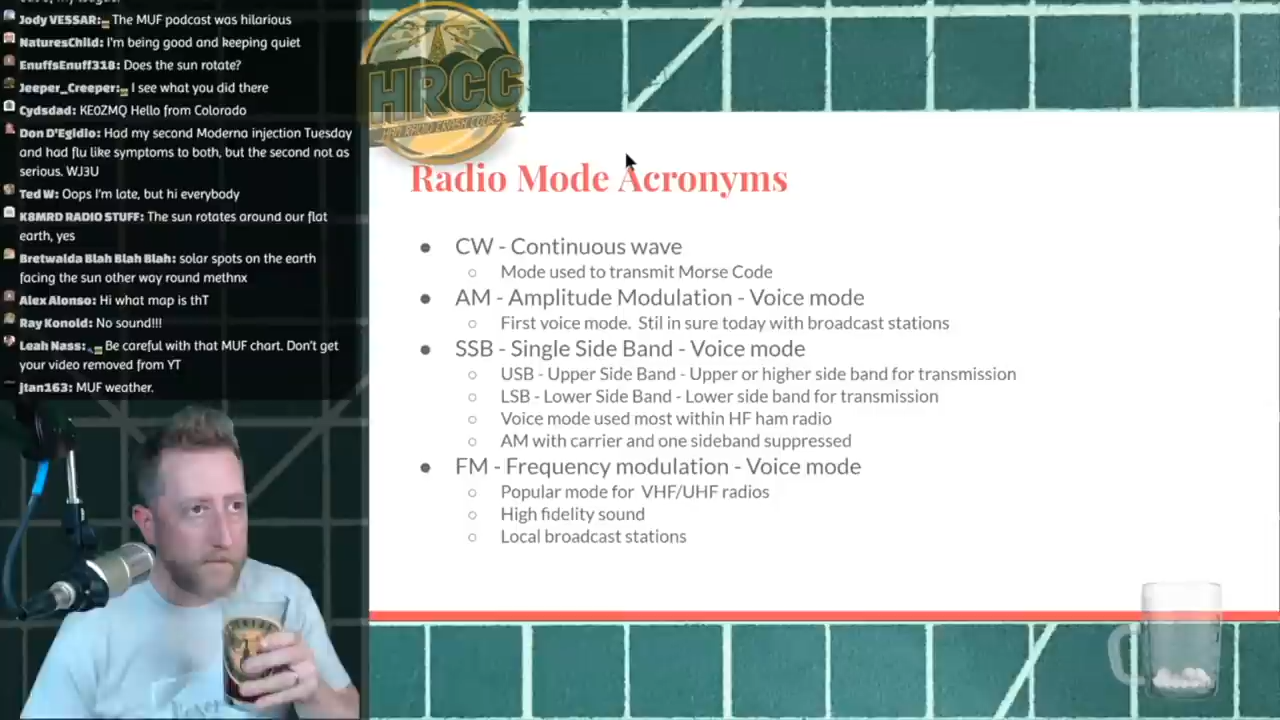 Jody VESSAR: The MUF podcast was hilarious
NaturesChild: I'm being good and keeping quiet
EnuffsEnuff318: Does the sun rotate?
Jeeper_Creeper: I see what you did there
Cydsdad: KE0ZMQ Hello from Colorado
Don D'Egidio: Had my second Moderna injection Tuesday
and had flu like symptoms to both, but the second not as
serious. WJ3U
Ted W: Oops I'm late, but hi everybody
K8MRD RADIO STUFF: The sun rotates around our flat
earth, yes
Bretwalda Blah Blah Blah: solar spots on the earth
facing the sun other way round methnx
Alex Alonso: Hi what map is thT
Ray Konold: No sound!!!
Leah Nass: Be careful with that MUF chart. Don't get
your video removed from YT
jtan163: MUF weather.
HRCC
HAM RADIO CRASH COURSE
Radio Mode Acronyms
● CW - Continuous wave
○ Mode used to transmit Morse Code
● AM - Amplitude Modulation - Voice mode
○ First voice mode. Stil in sure today with broadcast stations
● SSB - Single Side Band - Voice mode
○ USB - Upper Side Band - Upper or higher side band for transmission
○ LSB - Lower Side Band - Lower side band for transmission
○ Voice mode used most within HF ham radio
○ AM with carrier and one sideband suppressed
● FM - Frequency modulation - Voice mode
○ Popular mode for VHF/UHF radios
○ High fidelity sound
○ Local broadcast stations